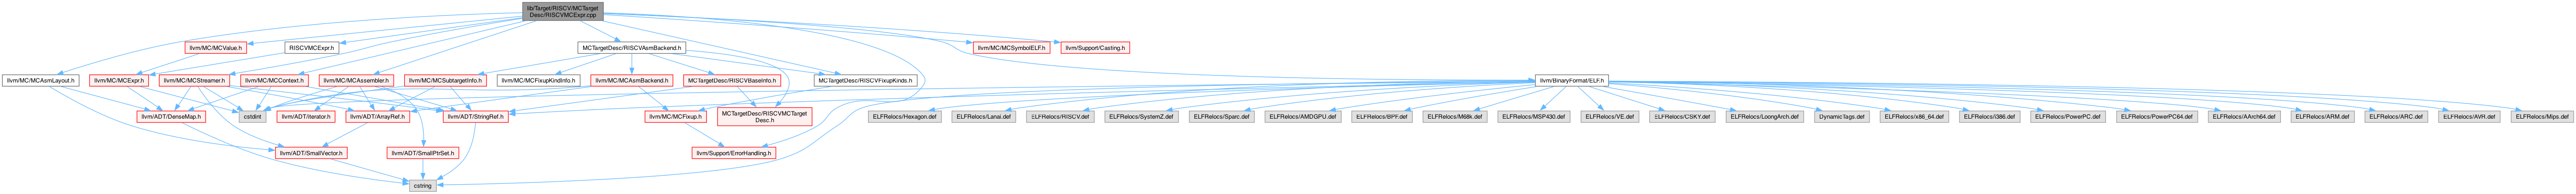 lib/Target/RISCV/MCTarget
Desc/RISCVMCExpr.cpp
llvm/MC/MCValue.h
RISCVMCExpr.h
MCTargetDesc/RISCVAsmBackend.h
llvm/MC/MCSymbolELF.h
llvm/Support/Casting.h
llvm/MC/MCAsmLayout.h
llvm/MC/MCExpr.h
llvm/MC/MCStreamer.h
llvm/MC/MCContext.h
llvm/MC/MCAssembler.h
llvm/MC/MCSubtargetInfo.h
llvm/MC/MCFixupKindInfo.h
llvm/MC/MCAsmBackend.h
MCTargetDesc/RISCVBaseInfo.h
MCTargetDesc/RISCVFixupKinds.h
llvm/BinaryFormat/ELF.h
llvm/ADT/DenseMap.h
cstdint
llvm/ADT/iterator.h
llvm/ADT/ArrayRef.h
llvm/ADT/StringRef.h
llvm/MC/MCFixup.h
MCTargetDesc/RISCVMCTarget
Desc.h
ELFRelocs/Hexagon.def
ELFRelocs/Lanai.def
ELFRelocs/RISCV.def
ELFRelocs/SystemZ.def
ELFRelocs/Sparc.def
ELFRelocs/AMDGPU.def
ELFRelocs/BPF.def
ELFRelocs/M68k.def
ELFRelocs/MSP430.def
ELFRelocs/VE.def
ELFRelocs/CSKY.def
ELFRelocs/LoongArch.def
DynamicTags.def
ELFRelocs/x86_64.def
ELFRelocs/i386.def
ELFRelocs/PowerPC.def
ELFRelocs/PowerPC64.def
ELFRelocs/AArch64.def
ELFRelocs/ARM.def
ELFRelocs/ARC.def
ELFRelocs/AVR.def
ELFRelocs/Mips.def
llvm/ADT/SmallVector.h
llvm/ADT/SmallPtrSet.h
llvm/Support/ErrorHandling.h
cstring